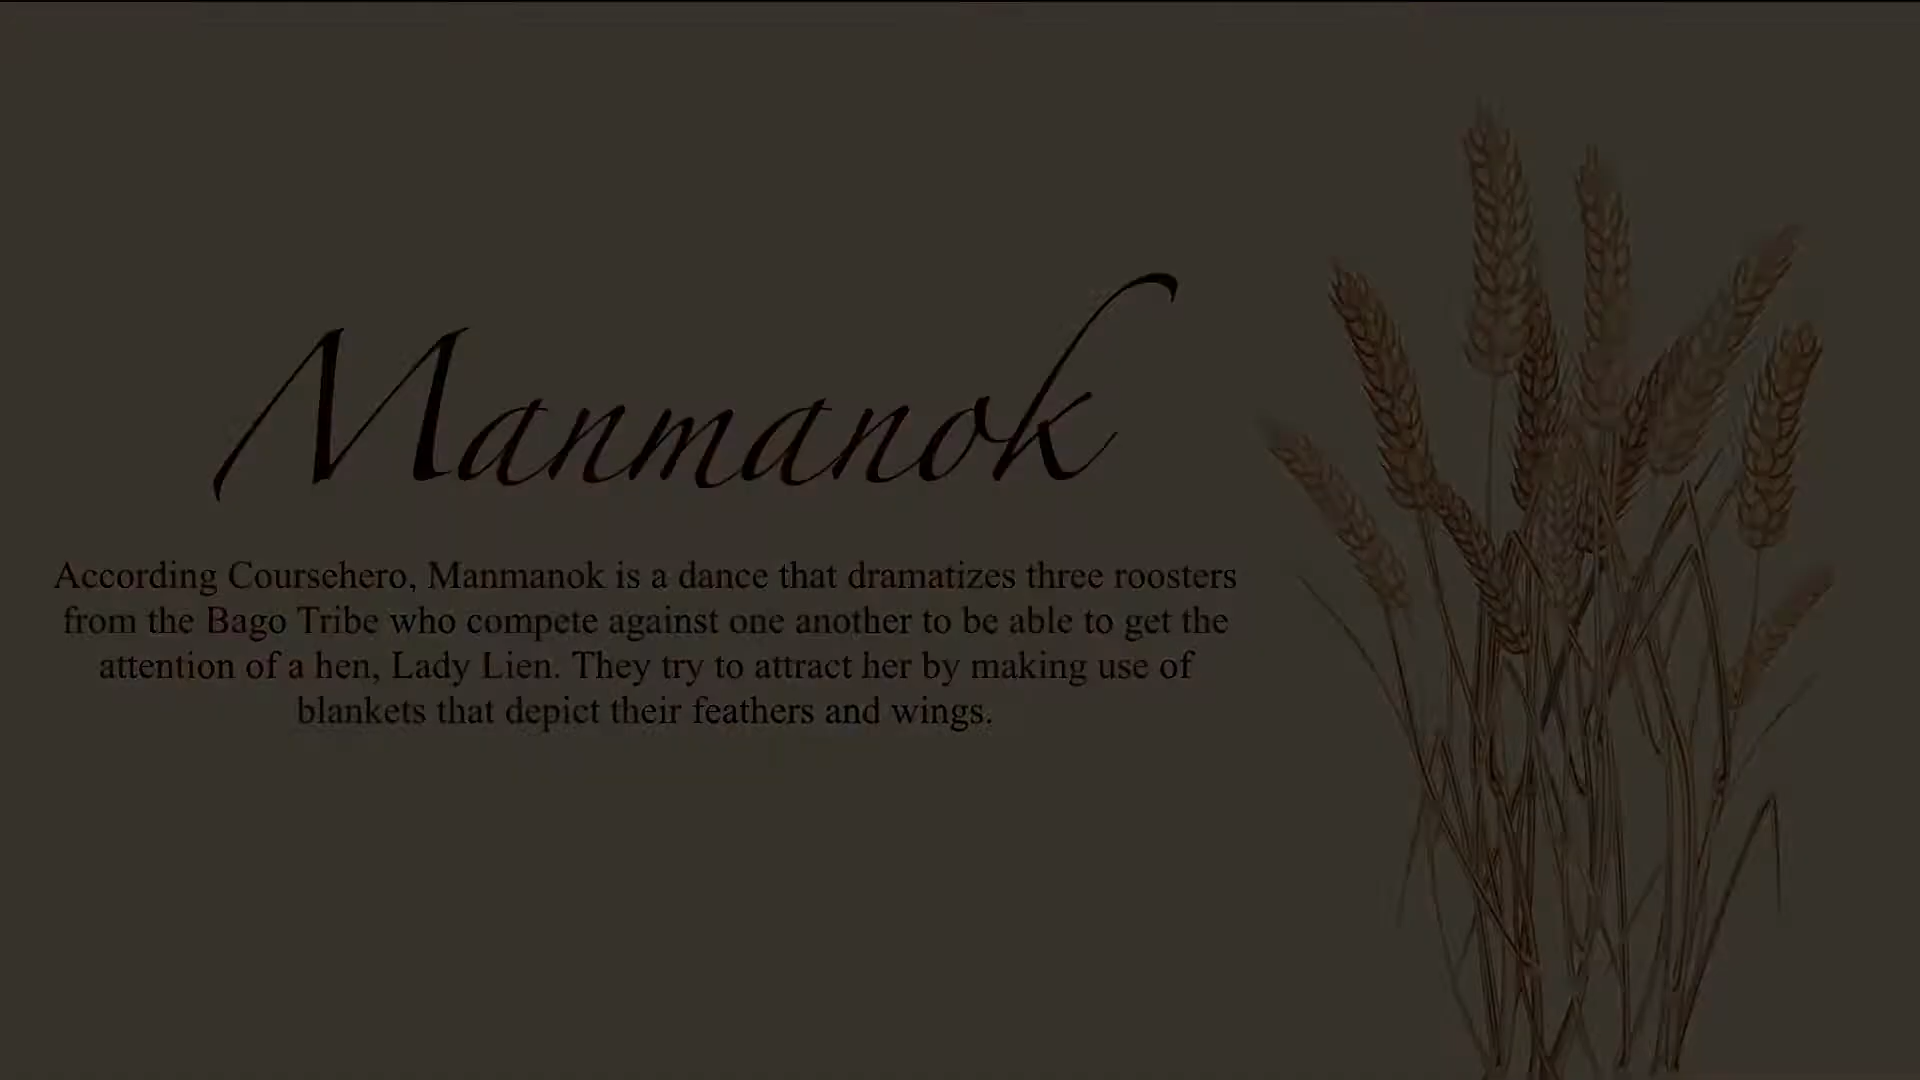 Manmanok
According Coursehero, Manmanok is a dance that dramatizes three roosters
from the Bago Tribe who compete against one another to be able to get the
attention of a hen, Lady Lien. They try to attract her by making use of
blankets that depict their feathers and wings.